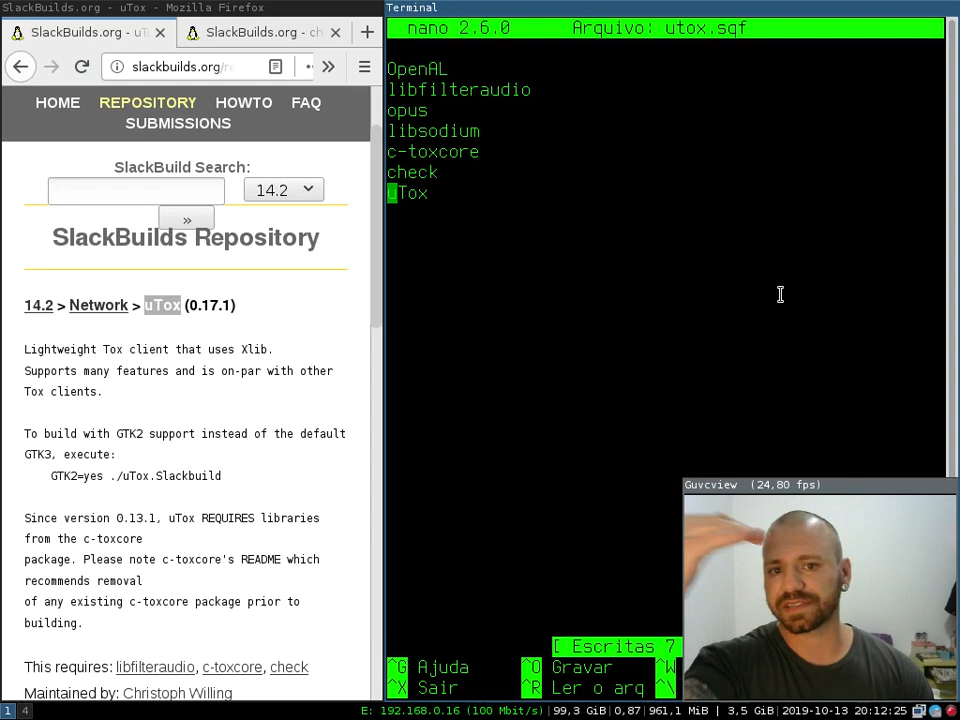 SlackBuilds.org - uTox - Mozilla Firefox
SlackBuilds.org - uT
SlackBuilds.org - ch
slackbuilds.org/re
HOME REPOSITORY HOWTO FAQ
SUBMISSIONS
SlackBuild Search:
14.2
»
SlackBuilds Repository
14.2 > Network > uTox (0.17.1)
Lightweight Tox client that uses Xlib.
Supports many features and is on-par with other
Tox clients.
To build with GTK2 support instead of the default
GTK3, execute:
GTK2=yes ./uTox.Slackbuild
Since version 0.13.1, uTox REQUIRES libraries
from the c-toxcore
package. Please note c-toxcore's README which
recommends removal
of any existing c-toxcore package prior to
building.
This requires: libfilteraudio, c-toxcore, check
Maintained by: Christoph Willing
Terminal
nano 2.6.0 Arquivo: utox.sqf
OpenAL
libfilteraudio
opus
libsodium
c-toxcore
check
uTox
[ Escritas 7
^G Ajuda ^O Gravar ^W
^X Sair ^R Ler o arq ^\
Guvcview (24,80 fps)
1 4 E: 192.168.0.16 (100 Mbit/s)|99,3 GiB|0,87|961,1 MiB | 3,5 GiB|2019-10-13 20:12:25